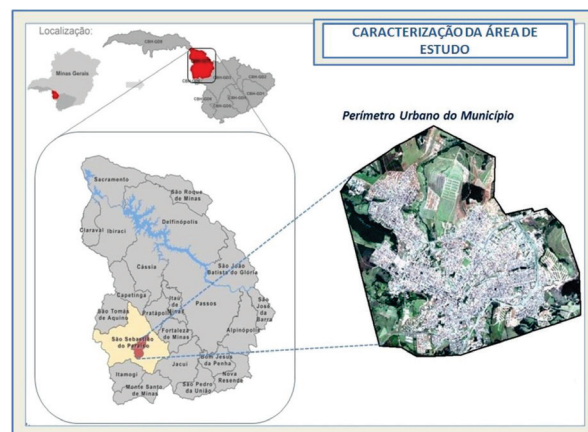 Localização:
CARACTERIZAÇÃO DA ÁREA DE
ESTUDO
Minas Gerais
Perímetro Urbano do Município
Sacramento
São Roque
de Minas
Delfinópolis
Claraval
Ibiraci
São João
Batista do Glória
Cássia
Capetinga
Itaú
de Minas
Passos
São José
da Barra
São Tomás
de Aquino
Pratápolis
São Sebastião
do Paraíso
Fortaleza
de Minas
Alpinópolis
Itamogi
Jacuí
Bom Jesus
da Penha
Nova
Resende
Monte Santo
de Minas
São Pedro
da União